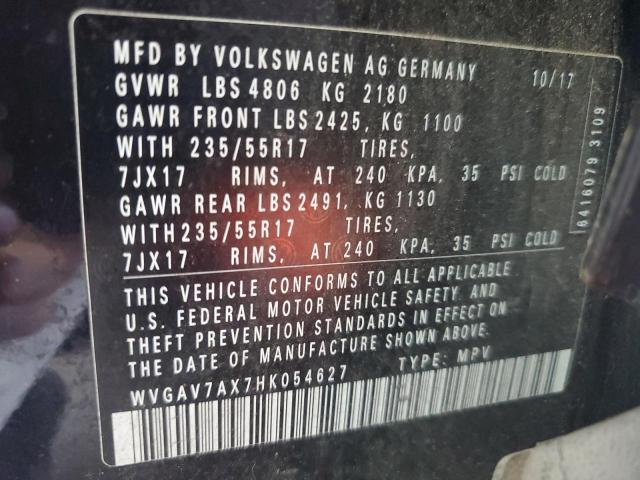 MFD BY VOLKSWAGEN AG GERMANY 10/17
GVWR LBS 4806 KG 2180
GAWR FRONT LBS 2425, KG 1100
WITH 235/55R17 TIRES,
7JX17 RIMS, AT 240 KPA, 35 PSI COLD
GAWR REAR LBS 2491, KG 1130
WITH 235/55R17 TIRES,
7JX17 RIMS, AT 240 KPA, 35 PSI COLD
THIS VEHICLE CONFORMS TO ALL APPLICABLE
U.S. FEDERAL MOTOR VEHICLE SAFETY AND
THEFT PREVENTION STANDARDS IN EFFECT ON
THE DATE OF MANUFACTURE SHOWN ABOVE.
WVGAV7AX7HK054627 TYPE: MPV
6416079 3109